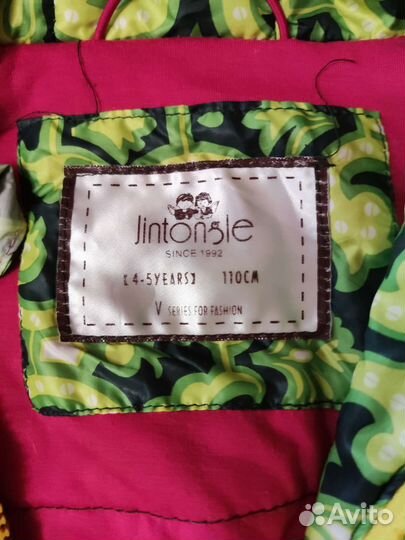 Jintongle
SINCE 1992
【4-5YEARS】 110CM
V SERIES FOR FASHION
Avito